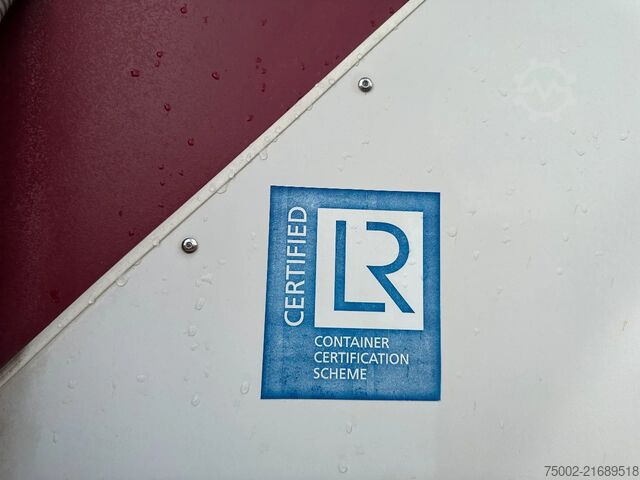 CERTIFIED
LR
CONTAINER
CERTIFICATION
SCHEME
75002-21689518